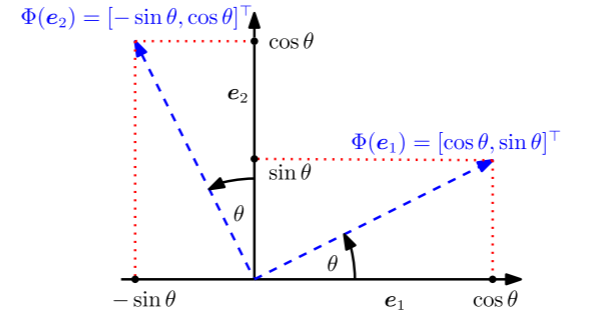 Φ(e₂) = [− sin θ, cos θ]⊤
cos θ
e₂
Φ(e₁) = [cos θ, sin θ]⊤
sin θ
θ
θ
− sin θ
e₁
cos θ